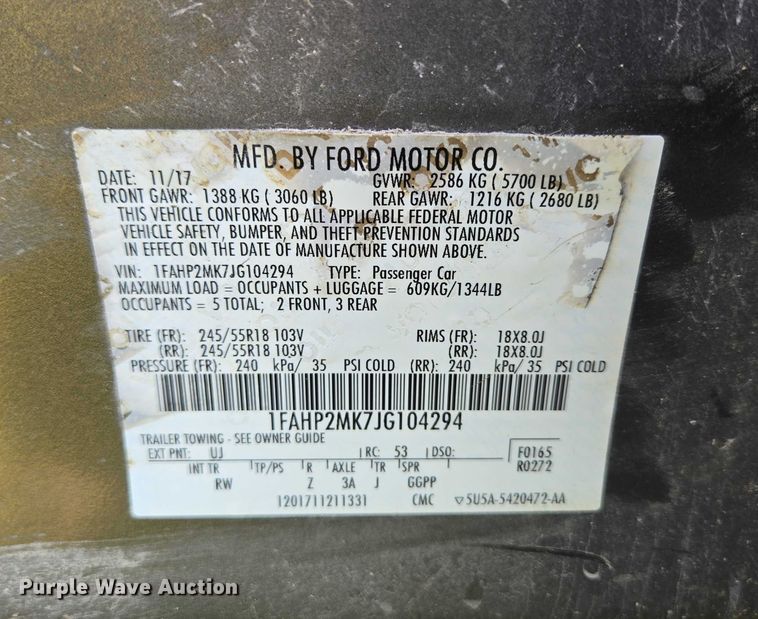 MFD. BY FORD MOTOR CO.
DATE: 11/17 GVWR: 2586 KG ( 5700 LB)
FRONT GAWR: 1388 KG ( 3060 LB) REAR GAWR: 1216 KG ( 2680 LB)
THIS VEHICLE CONFORMS TO ALL APPLICABLE FEDERAL MOTOR
VEHICLE SAFETY, BUMPER, AND THEFT PREVENTION STANDARDS
IN EFFECT ON THE DATE OF MANUFACTURE SHOWN ABOVE.
VIN: 1FAHP2MK7JG104294 TYPE: Passenger Car
MAXIMUM LOAD = OCCUPANTS + LUGGAGE = 609KG/1344LB
OCCUPANTS = 5 TOTAL; 2 FRONT, 3 REAR
TIRE (FR): 245/55R18 103V RIMS (FR): 18X8.0J
(RR): 245/55R18 103V (RR): 18X8.0J
PRESSURE (FR): 240 kPa/ 35 PSI COLD (RR): 240 kPa/ 35 PSI COLD
1FAHP2MK7JG104294
TRAILER TOWING - SEE OWNER GUIDE
EXT PNT: UJ RC: 53 DSO: F0165
INT TR TP/PS R AXLE TR SPR R0272
RW Z 3A J GGPP
1201711211331 CMC ▽5U5A-5420472-AA
Purple Wave Auction